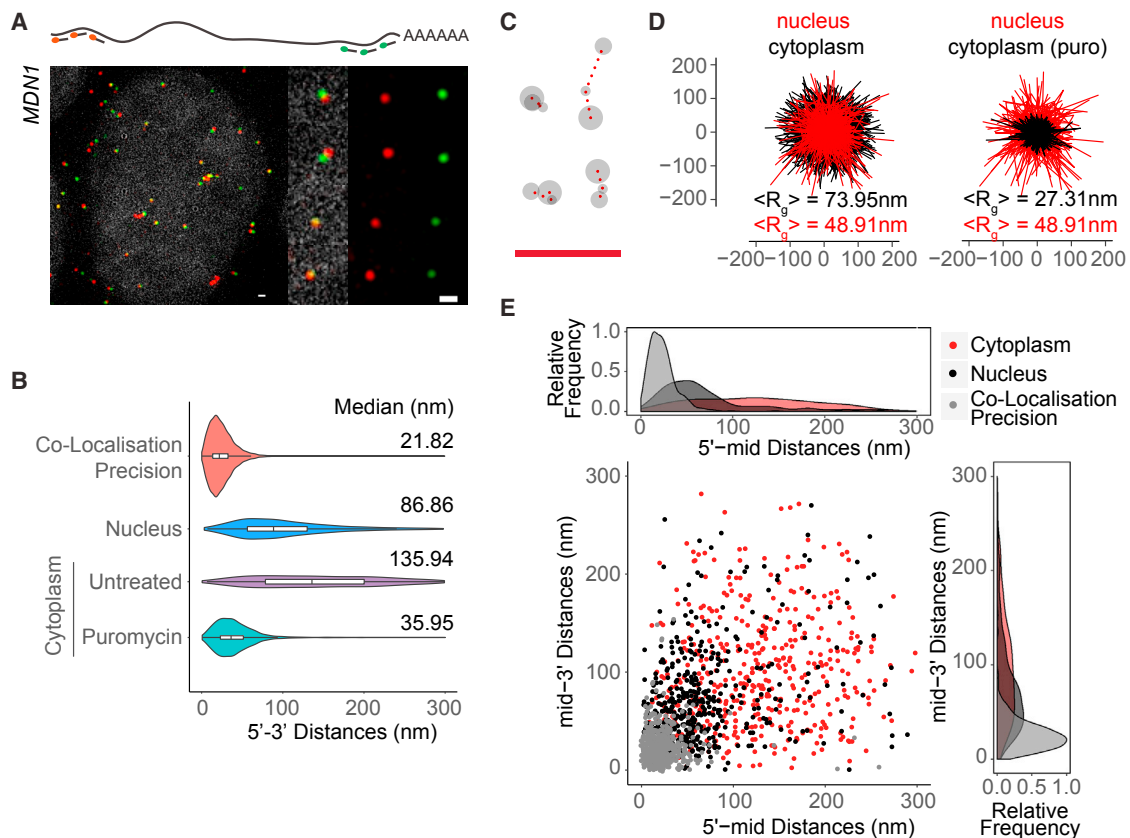 A
AAAAAA
MDN1
B
Median (nm)
Co-Localisation
Precision
21.82
Nucleus
86.86
Cytoplasm
Untreated
135.94
Puromycin
35.95
0 100 200 300
5'-3' Distances (nm)
C
D
nucleus
cytoplasm
nucleus
cytoplasm (puro)
200
100
0
−100
−200
<Rg> = 73.95nm
<Rg> = 48.91nm
<Rg> = 27.31nm
<Rg> = 48.91nm
−200 −100 0 100 200
−200 −100 0 100 200
E
Relative
Frequency
1.0
0.5
0.0
0 100 200 300
5'-mid Distances (nm)
Cytoplasm
Nucleus
Co-Localisation
Precision
mid−3' Distances (nm)
300
200
100
0
0 100 200 300
5'-mid Distances (nm)
mid−3' Distances (nm)
300
200
100
0
0.0 0.5 1.0
Relative
Frequency